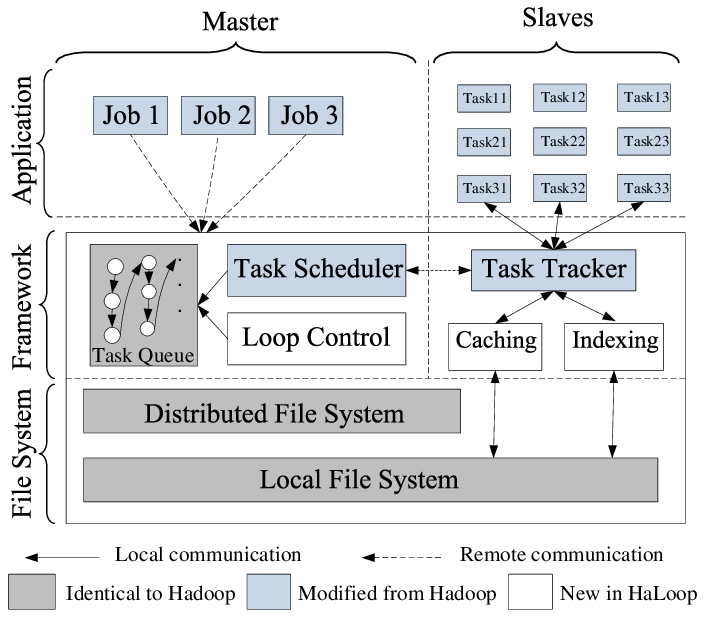 Master
Slaves
Application
Job 1
Job 2
Job 3
Task11
Task12
Task13
Task21
Task22
Task23
Task31
Task32
Task33
Framework
Task Queue
Task Scheduler
Loop Control
Task Tracker
Caching
Indexing
File System
Distributed File System
Local File System
Local communication
Remote communication
Identical to Hadoop
Modified from Hadoop
New in HaLoop